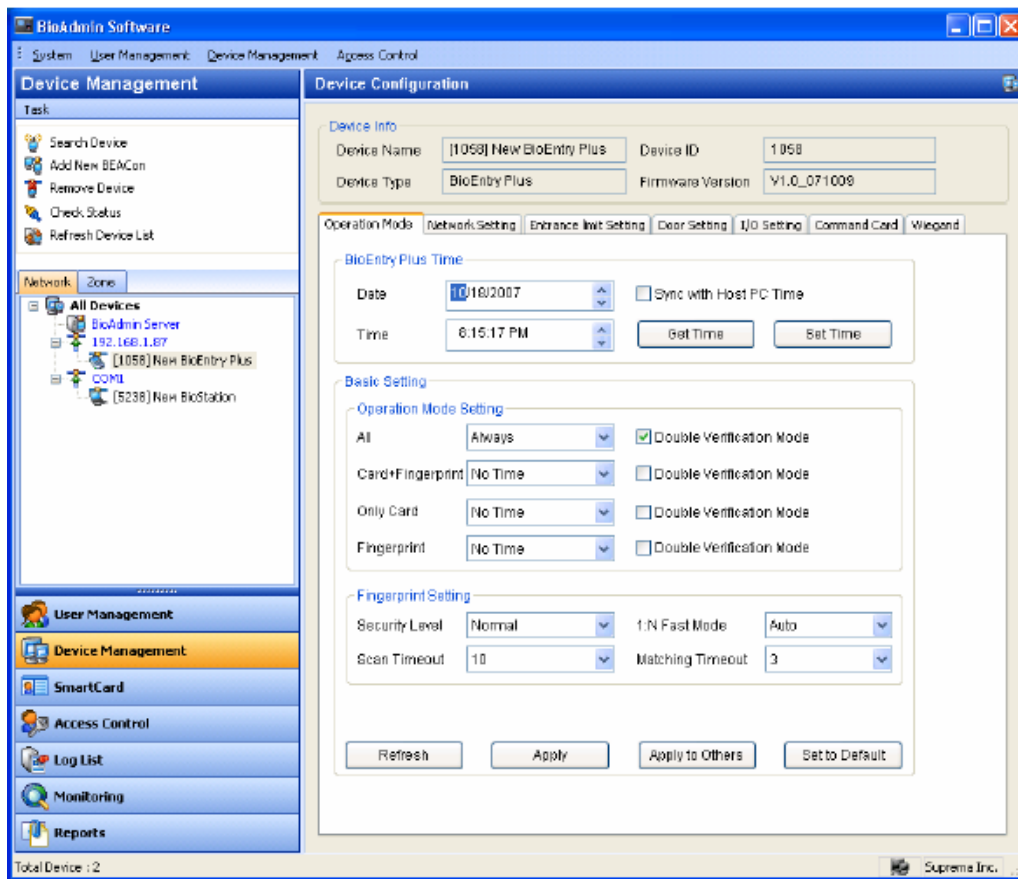 BioAdmin Software
System User Management Device Management Access Control
Device Management
Task
Search Device
Add New BEACon
Remove Device
Check Status
Refresh Device List
Network Zone
All Devices
BioAdmin Server
192.168.1.87
[1058] New BioEntry Plus
COM1
[5238] New BioStation
User Management
Device Management
SmartCard
Access Control
Log List
Monitoring
Reports
Device Configuration
Device Info
Device Name [1058] New BioEntry Plus Device ID 1058
Device Type BioEntry Plus Firmware Version V1.0_071009
Operation Mode Network Setting Entrance limit Setting Door Setting I/O Setting Command Card Wiegand
BioEntry Plus Time
Date 10/18/2007 Sync with Host PC Time
Time 8:15:17 PM Get Time Set Time
Basic Setting
Operation Mode Setting
All Always Double Verification Mode
Card+Fingerprint No Time Double Verification Mode
Only Card No Time Double Verification Mode
Fingerprint No Time Double Verification Mode
Fingerprint Setting
Security Level Normal 1:N Fast Mode Auto
Scan Timeout 10 Matching Timeout 3
Refresh Apply Apply to Others Set to Default
Total Device : 2 Suprema Inc.